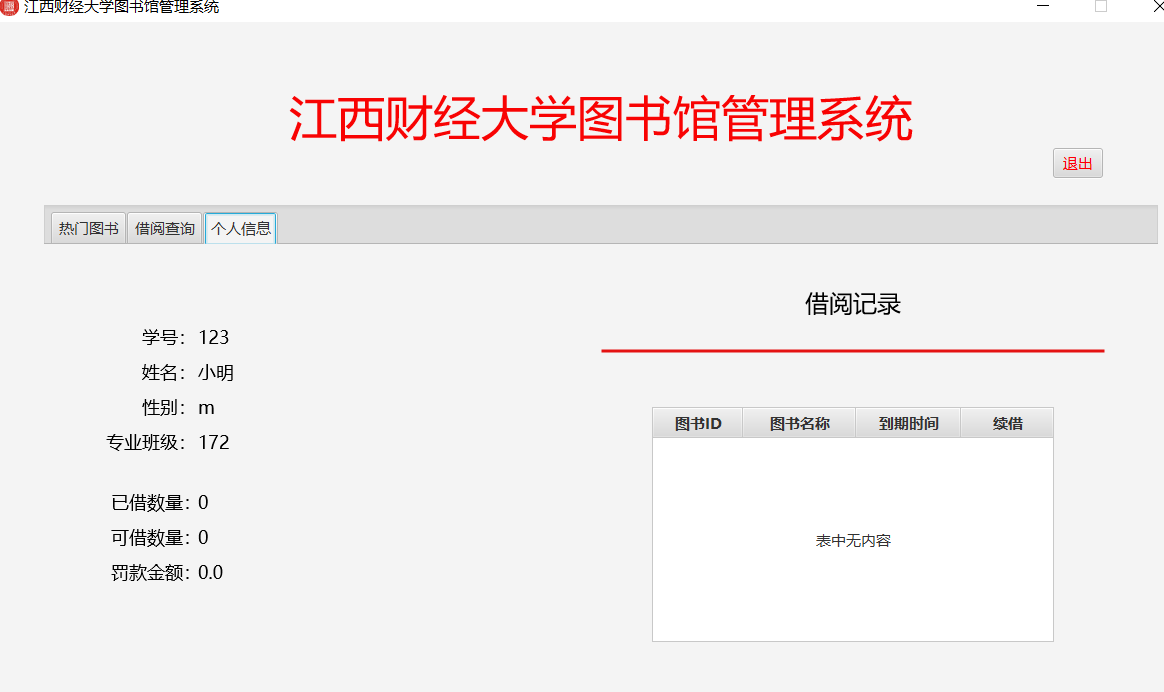 江西财经大学图书馆管理系统
江西财经大学图书馆管理系统
退出
热门图书 借阅查询 个人信息
借阅记录
学号： 123
姓名： 小明
性别： m
专业班级： 172
已借数量： 0
可借数量： 0
罚款金额： 0.0
图书ID 图书名称 到期时间 续借
表中无内容